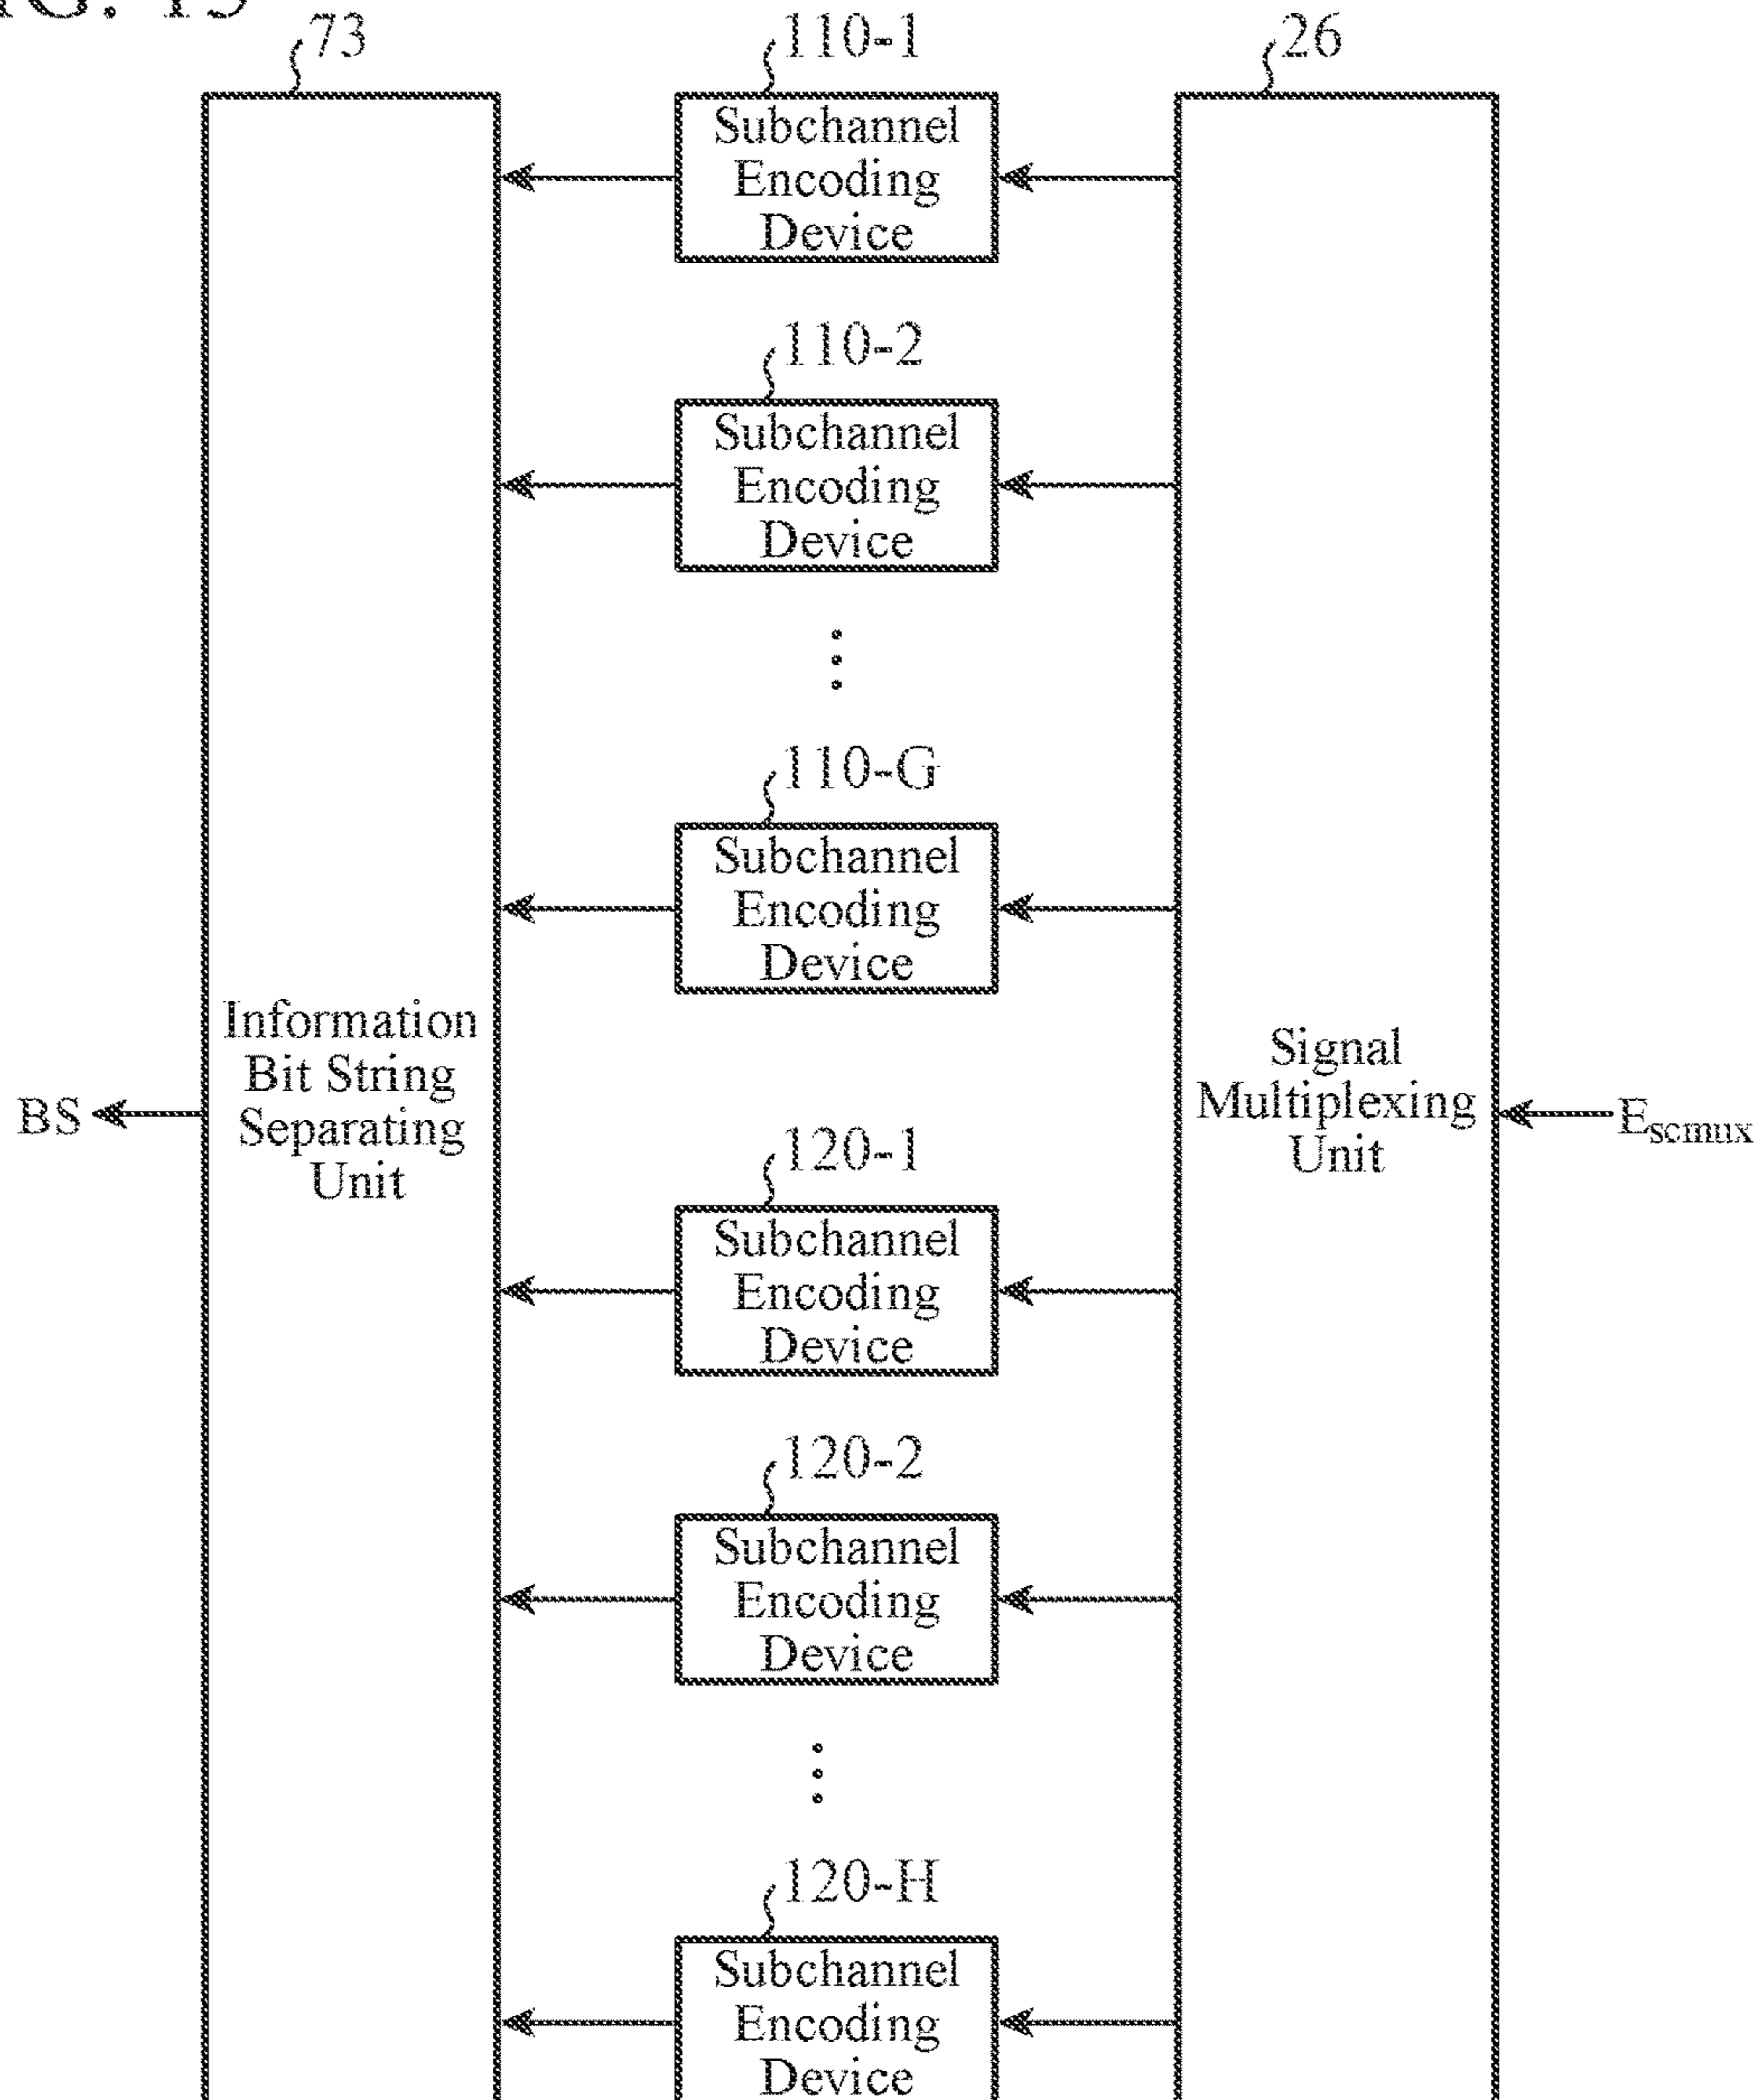 FIG. 15
73
110-1
26
Subchannel
Encoding
Device
110-2
Subchannel
Encoding
Device
110-G
Subchannel
Encoding
Device
Information
Bit String
Separating
Unit
BS
Signal
Multiplexing
Unit
Escmux
120-1
Subchannel
Encoding
Device
120-2
Subchannel
Encoding
Device
120-H
Subchannel
Encoding
Device